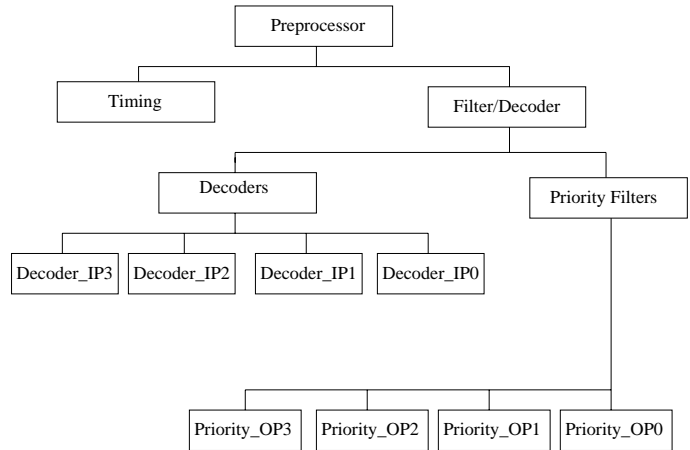 Preprocessor
Timing
Filter/Decoder
Decoders
Priority Filters
Decoder_IP3
Decoder_IP2
Decoder_IP1
Decoder_IP0
Priority_OP3
Priority_OP2
Priority_OP1
Priority_OP0